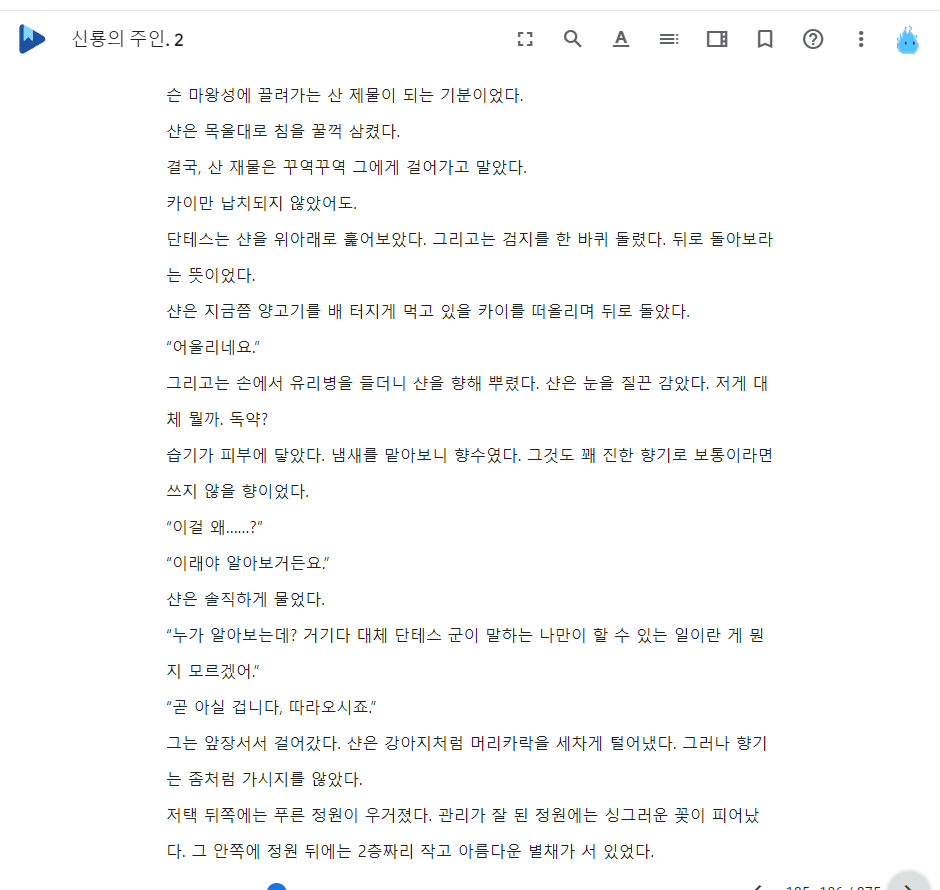 신룡의 주인. 2
슨 마왕성에 끌려가는 산 제물이 되는 기분이었다.
샨은 목울대로 침을 꿀꺽 삼켰다.
결국, 산 재물은 꾸역꾸역 그에게 걸어가고 말았다.
카이만 납치되지 않았어도.
단테스는 샨을 위아래로 훑어보았다. 그리고는 검지를 한 바퀴 돌렸다. 뒤로 돌아보라
는 뜻이었다.
샨은 지금쯤 양고기를 배 터지게 먹고 있을 카이를 떠올리며 뒤로 돌았다.
“어울리네요.”
그리고는 손에서 유리병을 들더니 샨을 향해 뿌렸다. 샨은 눈을 질끈 감았다. 저게 대
체 뭘까. 독약?
습기가 피부에 닿았다. 냄새를 맡아보니 향수였다. 그것도 꽤 진한 향기로 보통이라면
쓰지 않을 향이었다.
“이걸 왜……?”
“이래야 알아보거든요.”
샨은 솔직하게 물었다.
“누가 알아보는데? 거기다 대체 단테스 군이 말하는 나만이 할 수 있는 일이란 게 뭔
지 모르겠어.”
“곧 아실 겁니다, 따라오시죠.”
그는 앞장서서 걸어갔다. 샨은 강아지처럼 머리카락을 세차게 털어냈다. 그러나 향기
는 좀처럼 가시지를 않았다.
저택 뒤쪽에는 푸른 정원이 우거졌다. 관리가 잘 된 정원에는 싱그러운 꽃이 피어났
다. 그 안쪽에 정원 뒤에는 2층짜리 작고 아름다운 별채가 서 있었다.